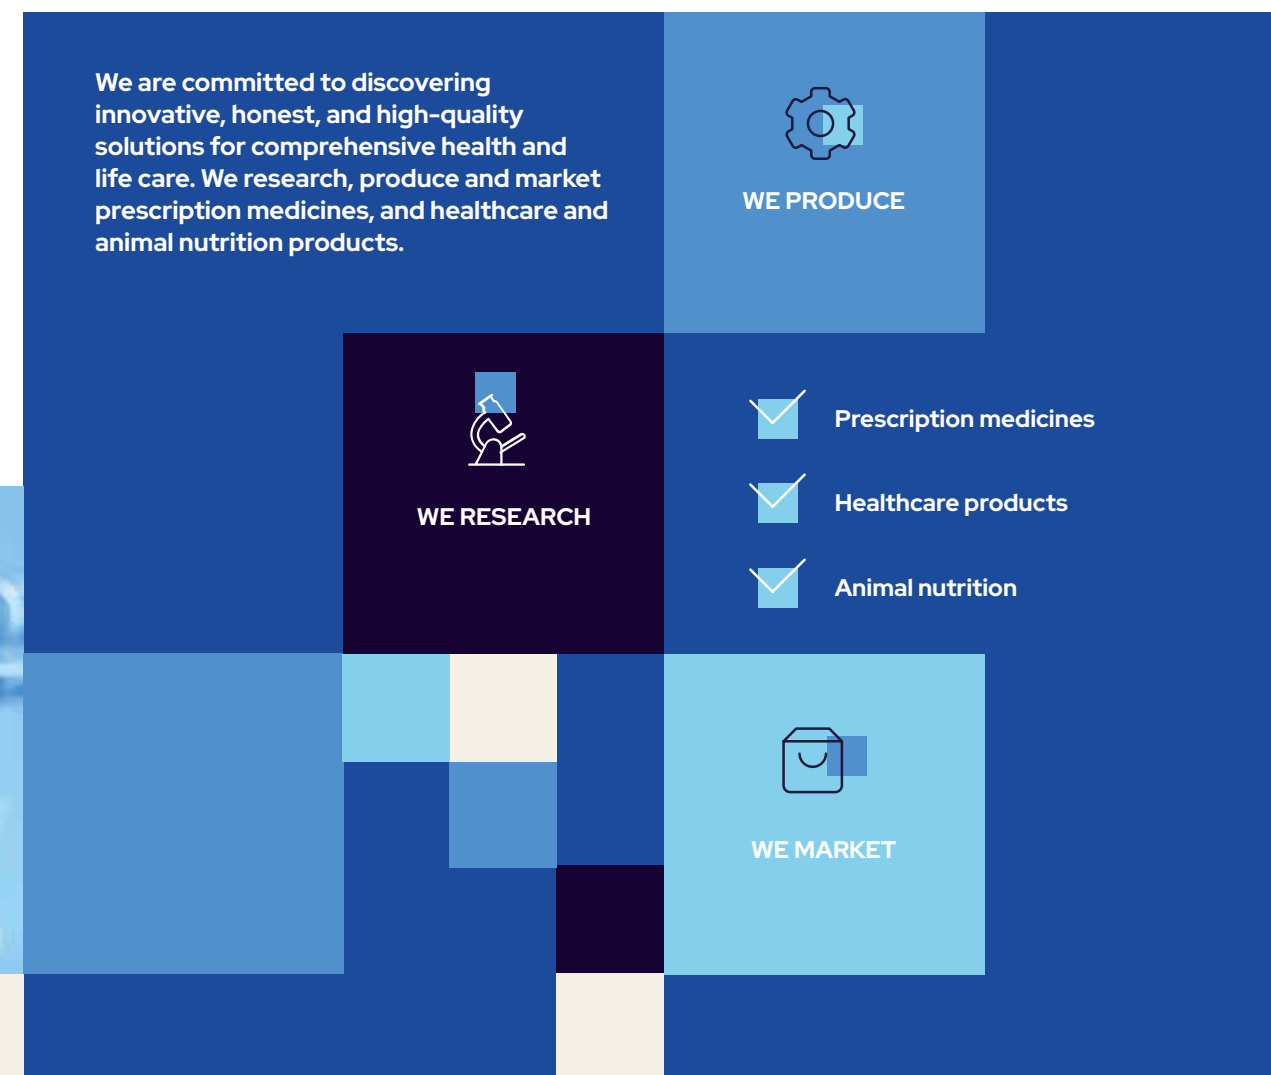 We are committed to discovering
innovative, honest, and high-quality
solutions for comprehensive health and
life care. We research, produce and market
prescription medicines, and healthcare and
animal nutrition products.
WE PRODUCE
WE RESEARCH
Prescription medicines
Healthcare products
Animal nutrition
WE MARKET